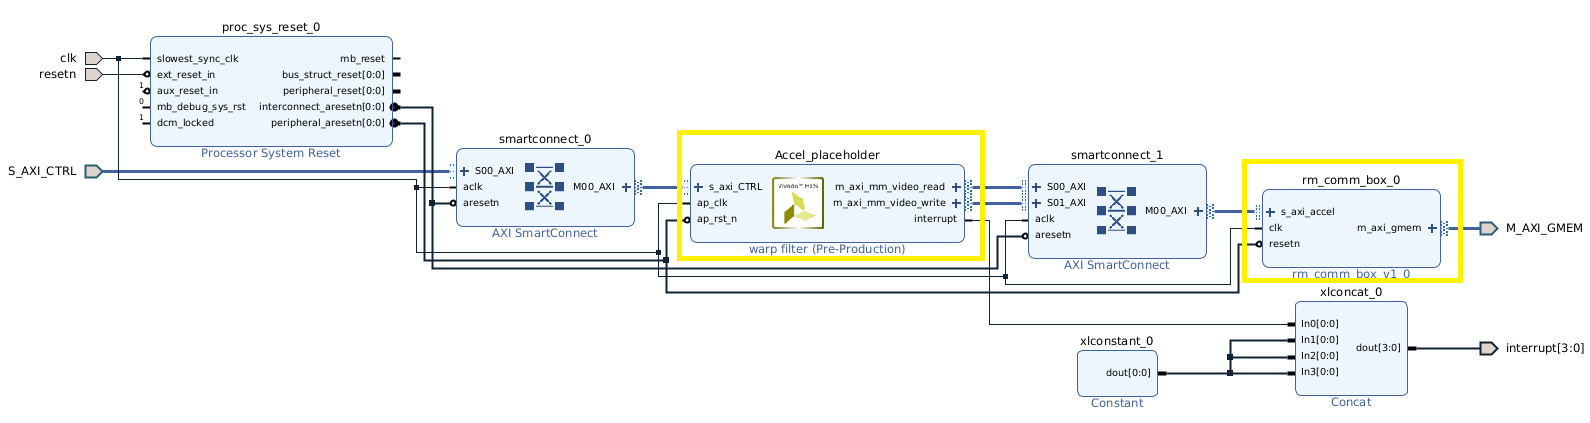 proc_sys_reset_0
clk
resetn
slowest_sync_clk
ext_reset_in
1
aux_reset_in
0
mb_debug_sys_rst
1
dcm_locked
mb_reset
bus_struct_reset[0:0]
peripheral_reset[0:0]
interconnect_aresetn[0:0]
peripheral_aresetn[0:0]
Processor System Reset
S_AXI_CTRL
smartconnect_0
S00_AXI
aclk
aresetn
M00_AXI
AXI SmartConnect
Accel_placeholder
s_axi_CTRL
ap_clk
ap_rst_n
Vivado™ HLS
m_axi_mm_video_read
m_axi_mm_video_write
interrupt
warp filter (Pre-Production)
smartconnect_1
S00_AXI
S01_AXI
aclk
aresetn
M00_AXI
AXI SmartConnect
rm_comm_box_0
s_axi_accel
clk
resetn
m_axi_gmem
rm_comm_box_v1_0
M_AXI_GMEM
xlconcat_0
In0[0:0]
In1[0:0]
In2[0:0]
In3[0:0]
dout[3:0]
Concat
interrupt[3:0]
xlconstant_0
dout[0:0]
Constant